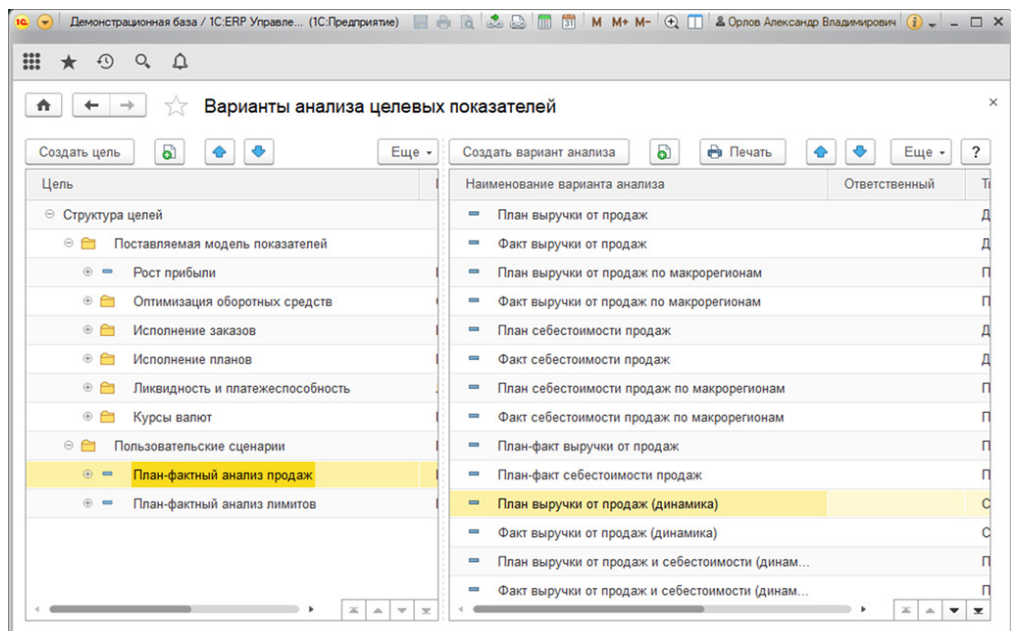 Демонстрационная база / 1С:ERP Управле... (1С:Предприятие) M M+ M- Орлов Александр Владимирович
Варианты анализа целевых показателей
Создать цель Еще Создать вариант анализа Печать Еще ?
Цель Наименование варианта анализа Ответственный
Структура целей План выручки от продаж
Поставляемая модель показателей Факт выручки от продаж
Рост прибыли План выручки от продаж по макрорегионам
Оптимизация оборотных средств Факт выручки от продаж по макрорегионам
Исполнение заказов План себестоимости продаж
Исполнение планов Факт себестоимости продаж
Ликвидность и платежеспособность План себестоимости продаж по макрорегионам
Курсы валют Факт себестоимости продаж по макрорегионам
Пользовательские сценарии План-факт выручки от продаж
План-фактный анализ продаж План-факт себестоимости продаж
План выручки от продаж (динамика)
План-фактный анализ лимитов Факт выручки от продаж (динамика)
План выручки от продаж и себестоимости (динам...
Факт выручки от продаж и себестоимости (динам...